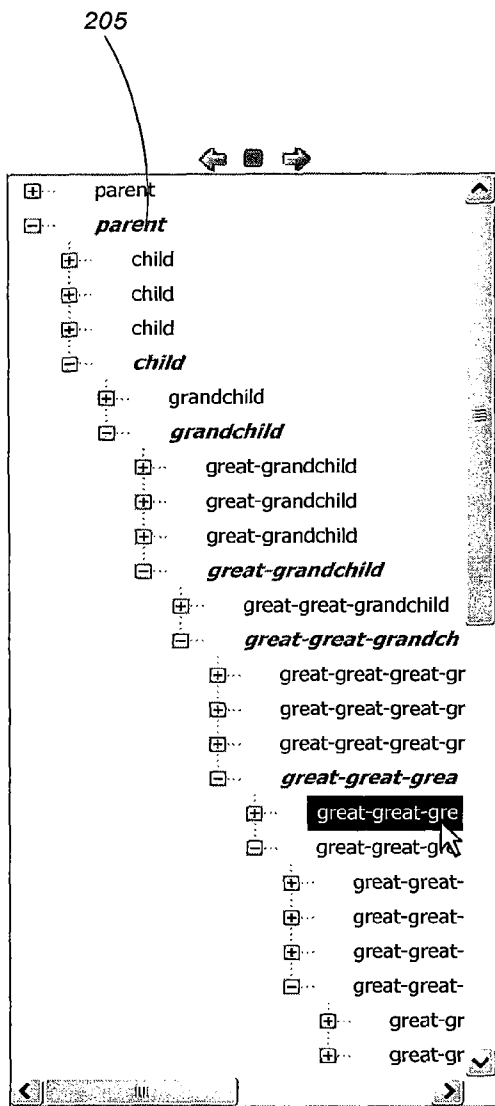 205
parent
parent
child
child
child
child
grandchild
grandchild
great-grandchild
great-grandchild
great-grandchild
great-grandchild
great-great-grandchild
great-great-grandch
great-great-great-gr
great-great-great-gr
great-great-great-gr
great-great-grea
great-great-gre
great-great-gre
great-great-
great-great-
great-great-
great-great-
great-gr
great-gr